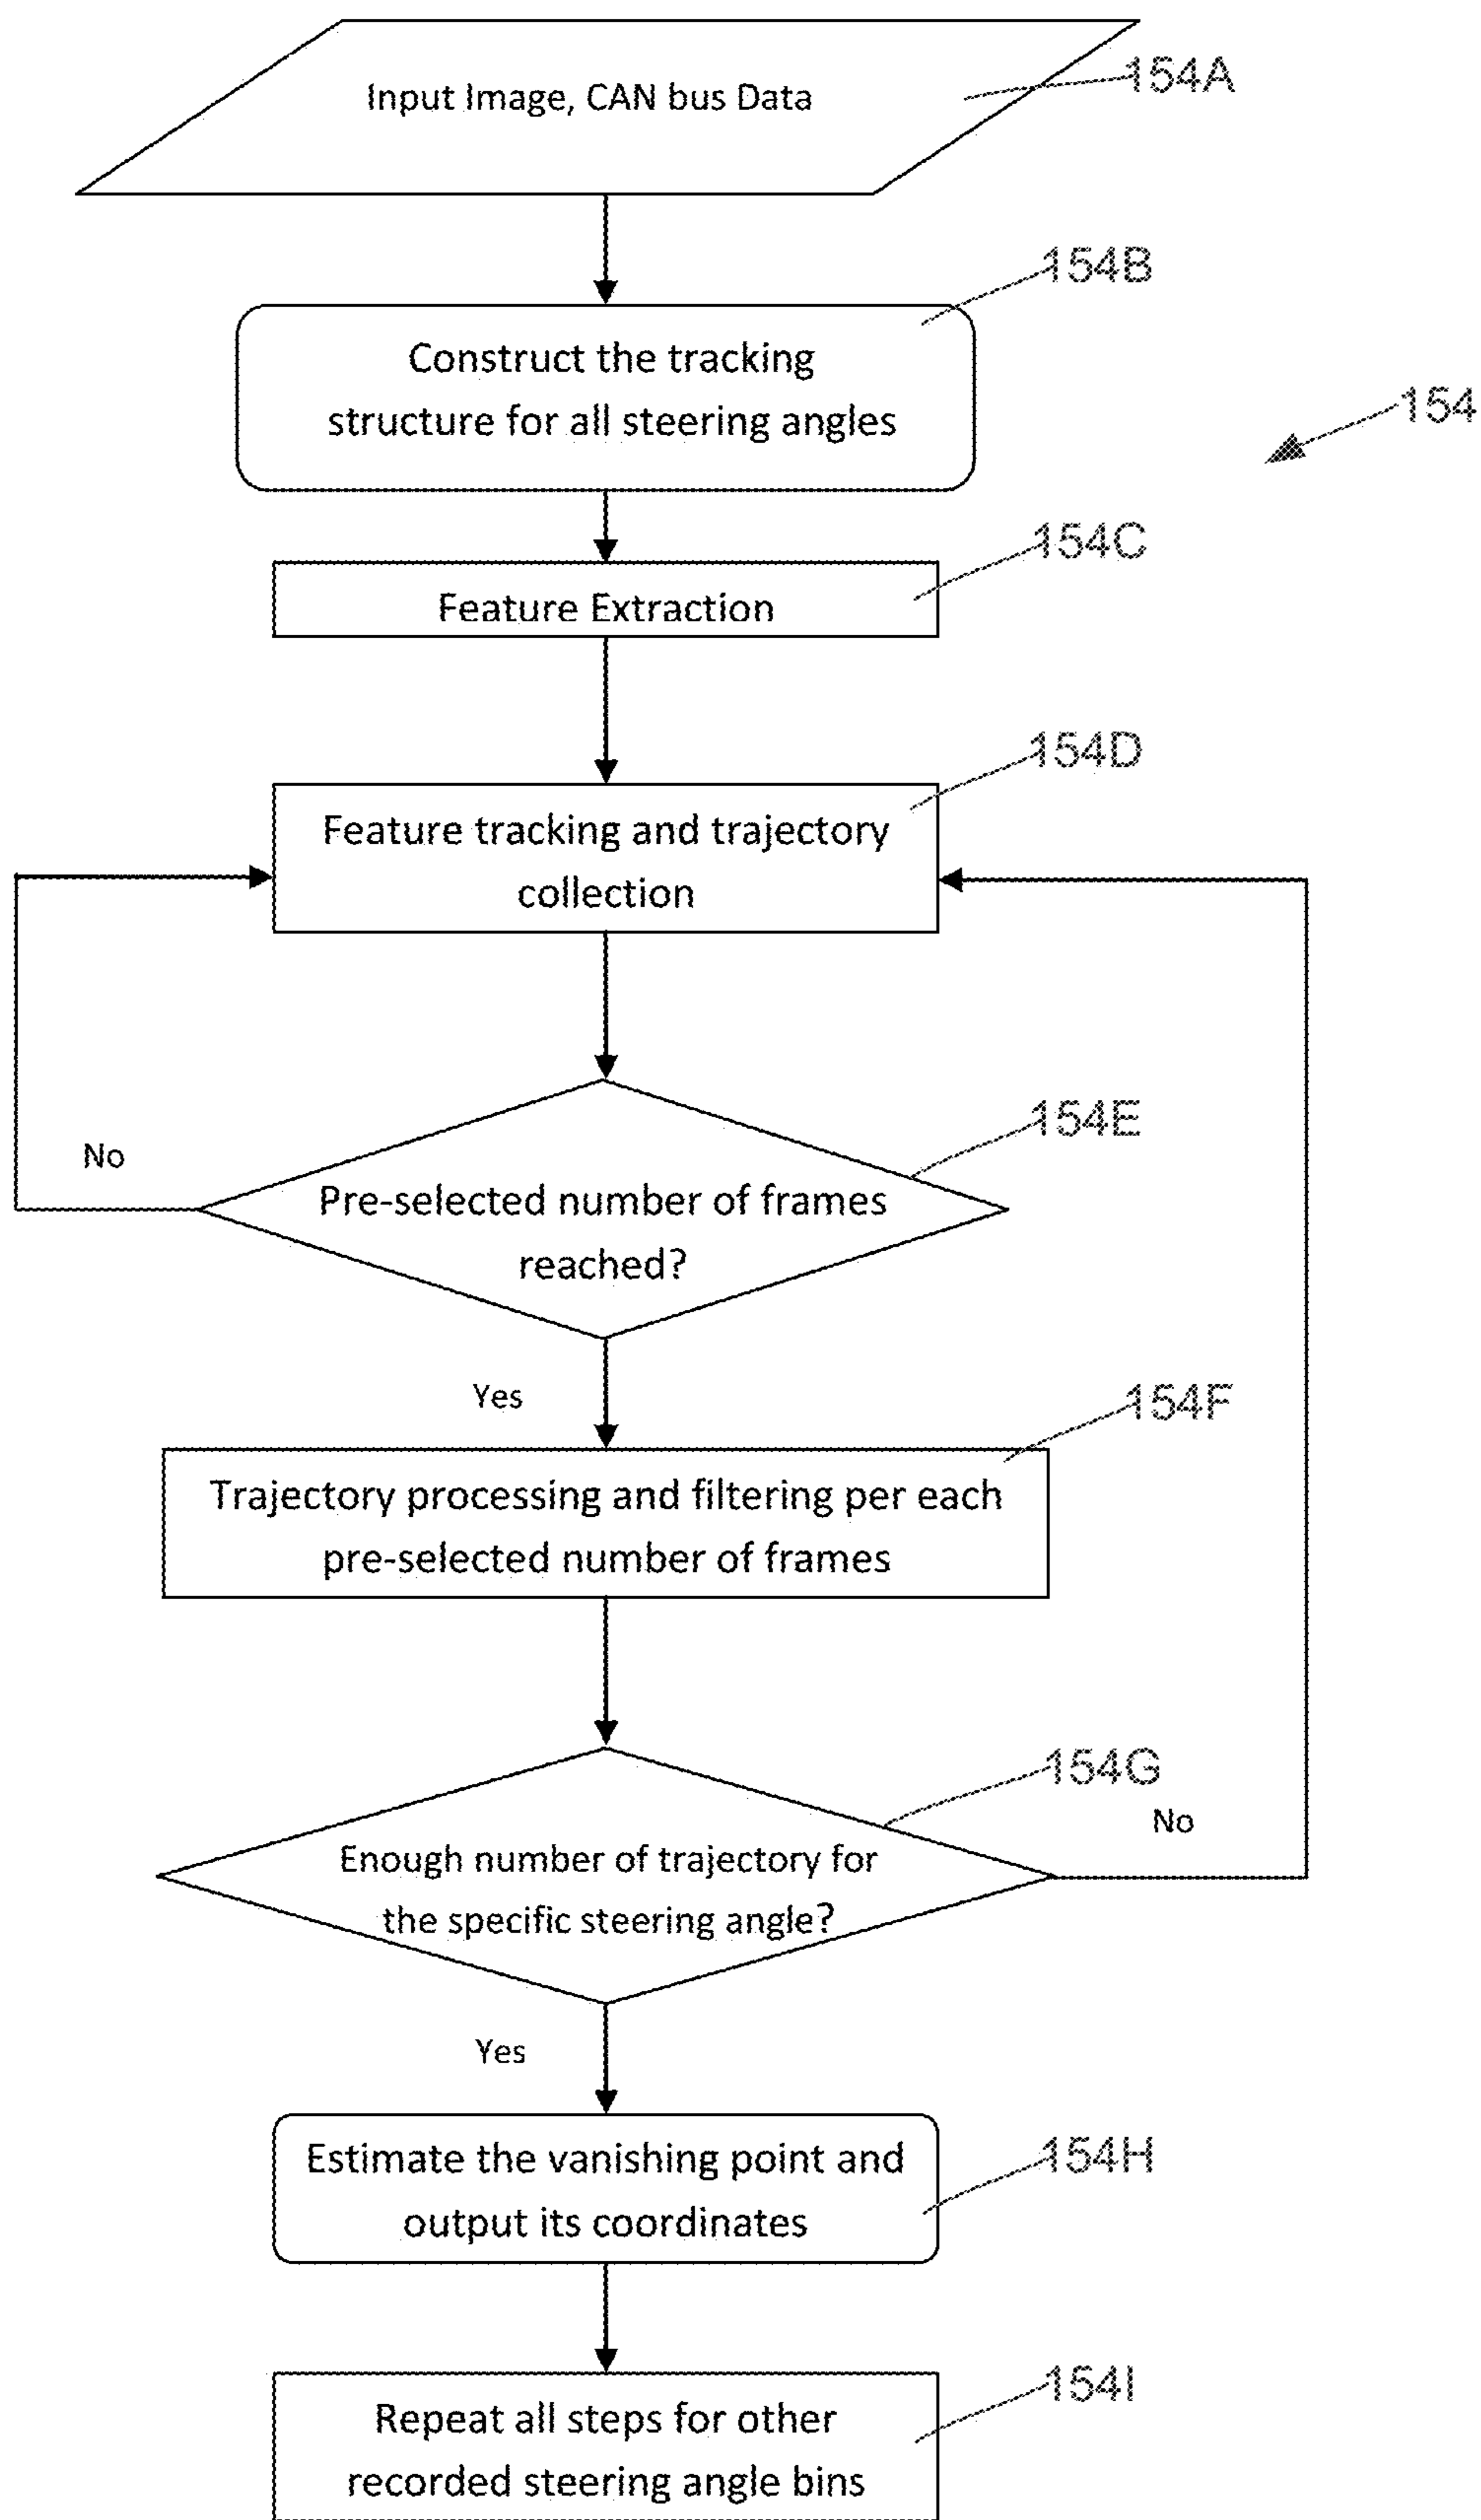 Input Image, CAN bus Data
154A
154B
Construct the tracking
structure for all steering angles
154
154C
Feature Extraction
154D
Feature tracking and trajectory
collection
154E
No
Pre-selected number of frames
reached?
Yes
154F
Trajectory processing and filtering per each
pre-selected number of frames
154G
No
Enough number of trajectory for
the specific steering angle?
Yes
154H
Estimate the vanishing point and
output its coordinates
154I
Repeat all steps for other
recorded steering angle bins